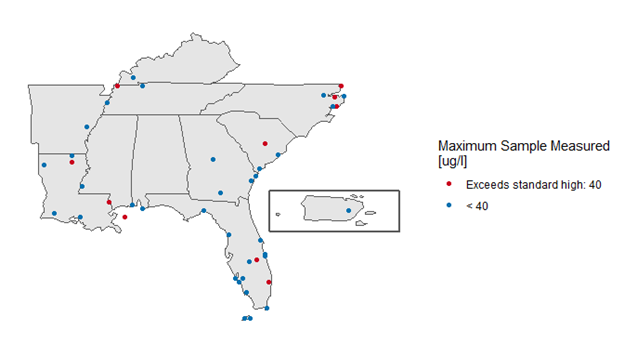 Maximum Sample Measured
[ug/l]
Exceeds standard high: 40
< 40